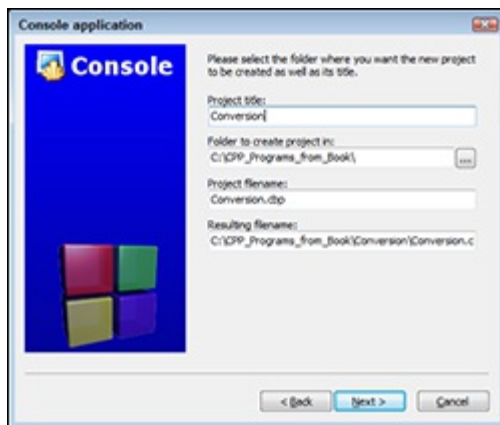 Console application
Console
Please select the folder where you want the new project
to be created as well as its title.
Project title:
Conversion
Folder to create project in:
C:\CPP_Programs_from_Book\
...
Project filename:
Conversion.cbp
Resulting filename:
C:\CPP_Programs_from_Book\Conversion\Conversion.c
< Back
Next >
Cancel